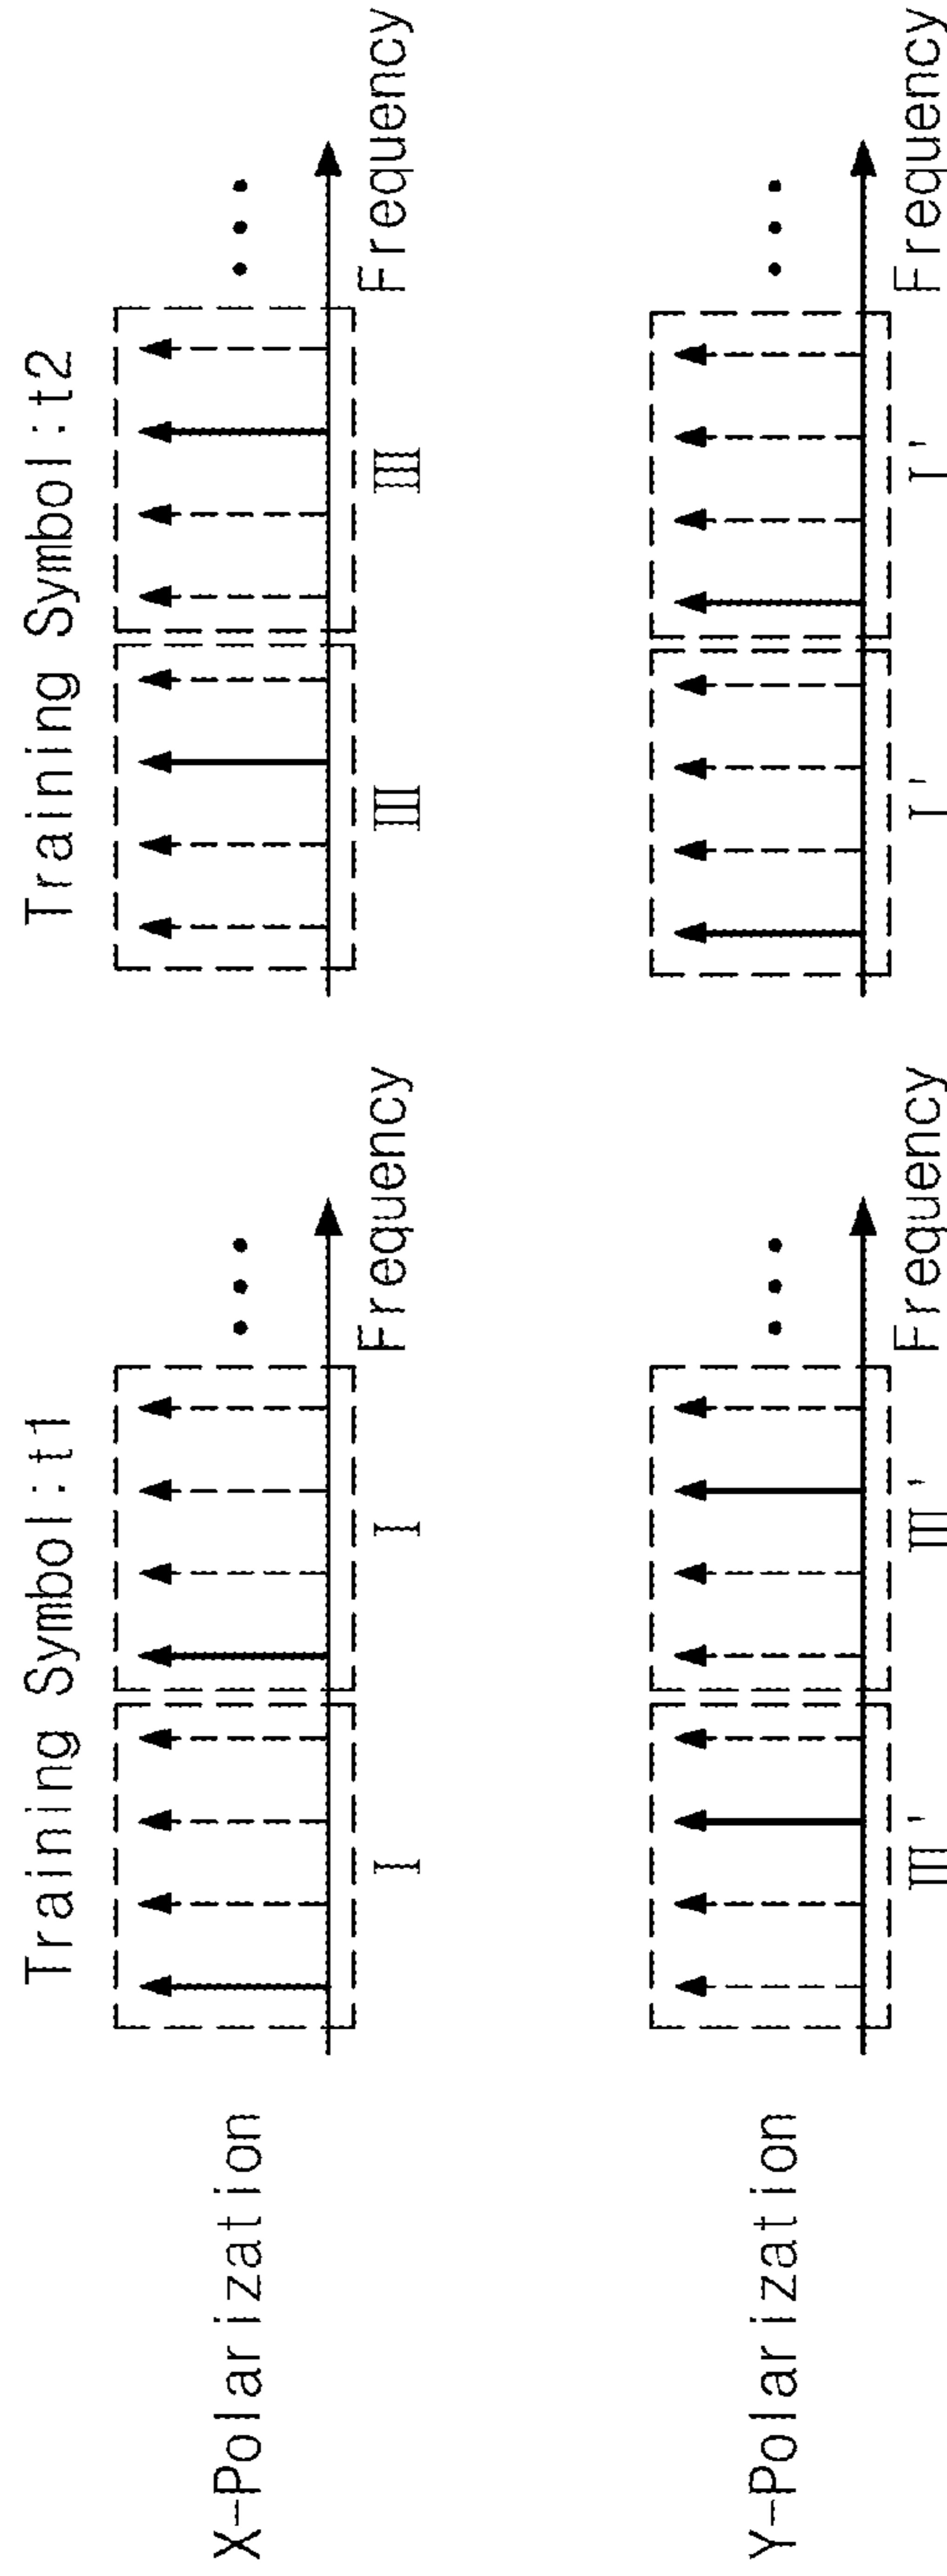 Training Symbol:t1
Training Symbol:t2
X-Polarization
Frequency
Frequency
I
I
III
III
Y-Polarization
Frequency
Frequency
III'
III'
I'
I'